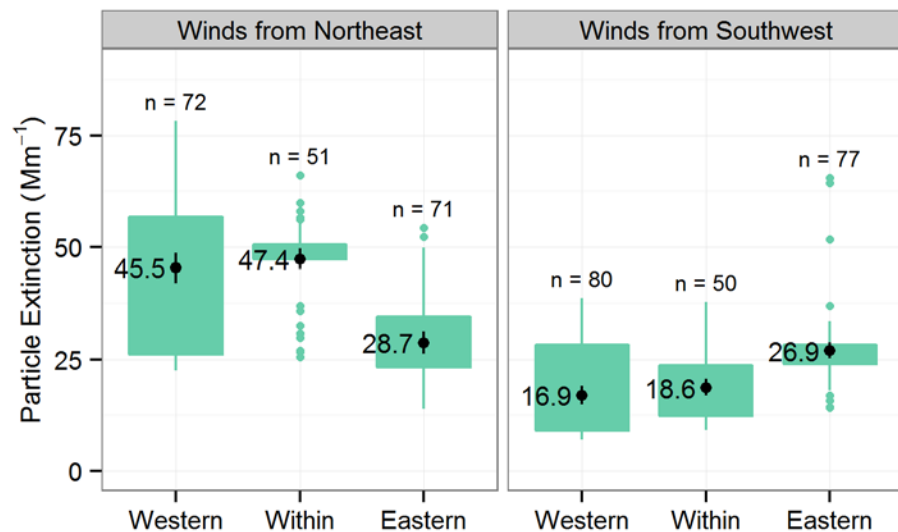 Winds from Northeast
Winds from Southwest
Particle Extinction (Mm⁻¹)
75
50
25
0
n = 72
n = 51
n = 71
45.5
47.4
28.7
n = 80
n = 50
n = 77
16.9
18.6
26.9
Western Within Eastern
Western Within Eastern